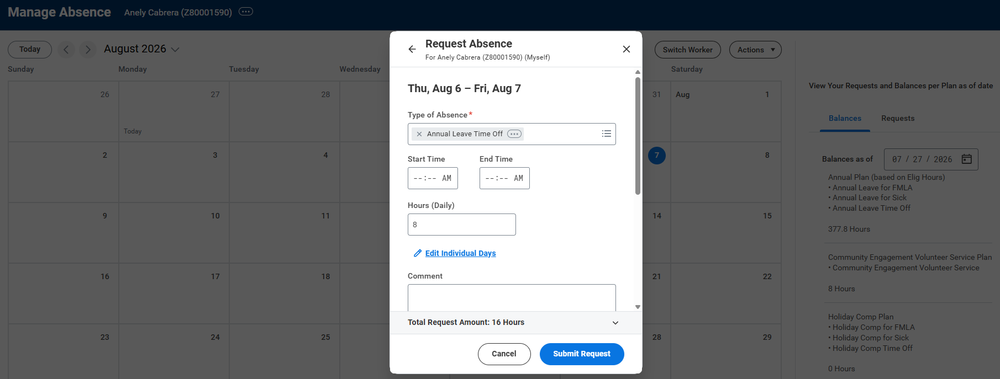 Manage Absence
Anely Cabrera (Z80001590)
Today
August 2026
Switch Worker
Actions
Sunday
Monday
Tuesday
Wednesday
Saturday
26
27
28
31
Aug 1
Today
2
3
4
7
8
9
10
11
14
15
16
17
18
21
22
23
24
25
28
29
Request Absence
For Anely Cabrera (Z80001590) (Myself)
Thu, Aug 6 – Fri, Aug 7
Type of Absence*
Annual Leave Time Off
Start Time
End Time
--:-- AM
--:-- AM
Hours (Daily)
8
Edit Individual Days
Comment
Total Request Amount: 16 Hours
Cancel
Submit Request
View Your Requests and Balances per Plan as of date
Balances
Requests
Balances as of
07 / 27 / 2026
Annual Plan (based on Elig Hours)
• Annual Leave for FMLA
• Annual Leave for Sick
• Annual Leave Time Off
377.8 Hours
Community Engagement Volunteer Service Plan
• Community Engagement Volunteer Service
8 Hours
Holiday Comp Plan
• Holiday Comp for FMLA
• Holiday Comp for Sick
• Holiday Comp Time Off
0 Hours